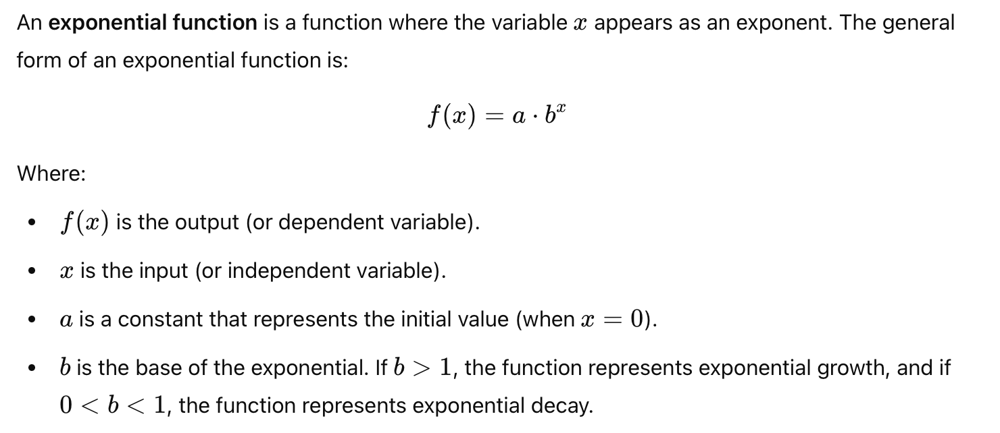 An exponential function is a function where the variable x appears as an exponent. The general
form of an exponential function is:
f(x) = a · bˣ
Where:
• f(x) is the output (or dependent variable).
• x is the input (or independent variable).
• a is a constant that represents the initial value (when x = 0).
• b is the base of the exponential. If b > 1, the function represents exponential growth, and if
0 < b < 1, the function represents exponential decay.